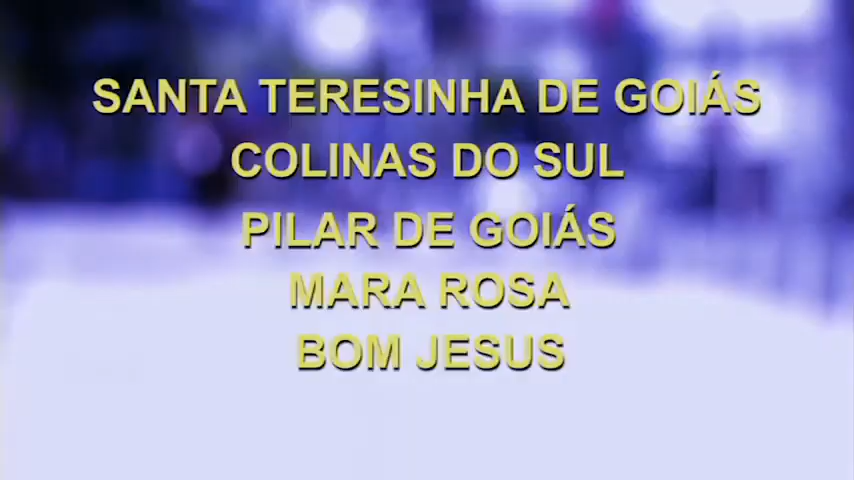 SANTA TERESINHA DE GOIÁS
COLINAS DO SUL
PILAR DE GOIÁS
MARA ROSA
BOM JESUS